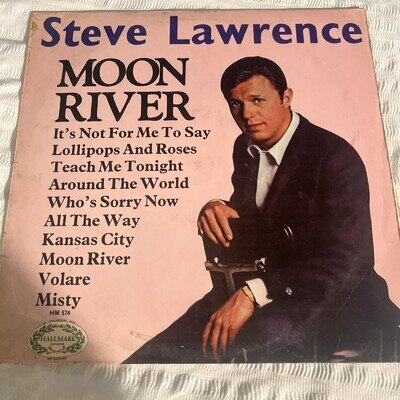 Steve Lawrence
MOON
RIVER
It's Not For Me To Say
Lollipops And Roses
Teach Me Tonight
Around The World
Who's Sorry Now
All The Way
Kansas City
Moon River
Volare
Misty
HM 574
HALLMARK